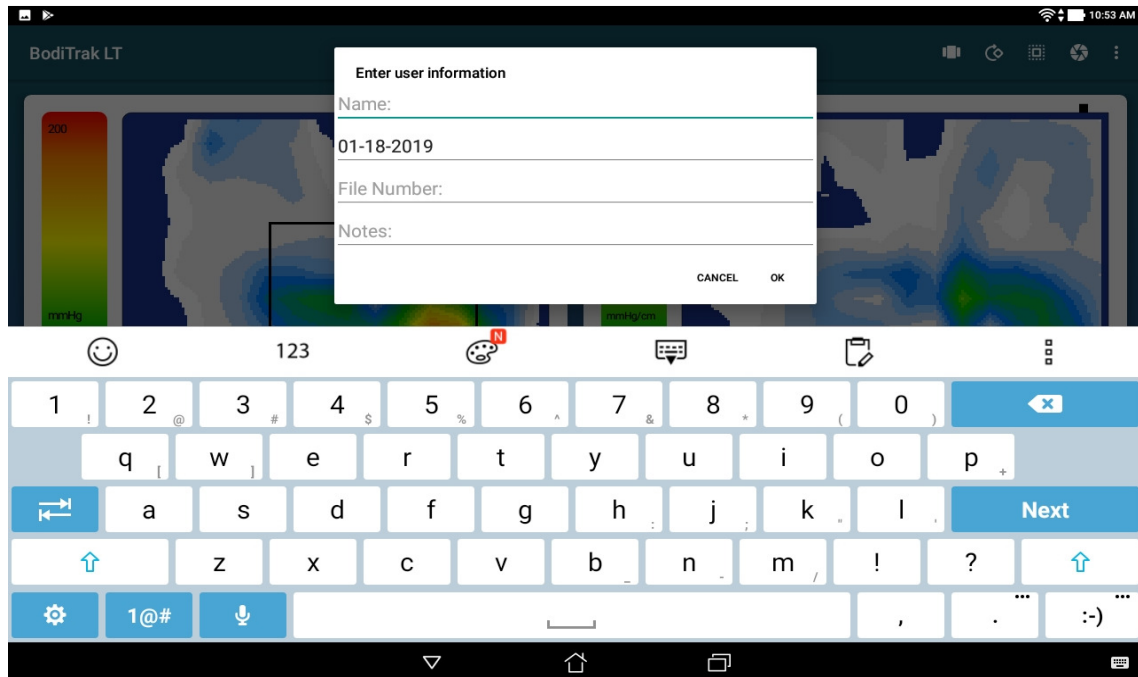 10:53 AM
BodiTrak LT
Enter user information
Name:
01-18-2019
File Number:
Notes:
CANCEL OK
200
mmHg
mmHg/cm
123
N
1 ! 2 @ 3 # 4 $ 5 % 6 ^ 7 & 8 * 9 ( 0 )
q [ w ] e r t y u i o p +
a s d f g h : j ; k " l ' Next
z x c v b _ n - m / ! ?
1@# , . ... :-) ...